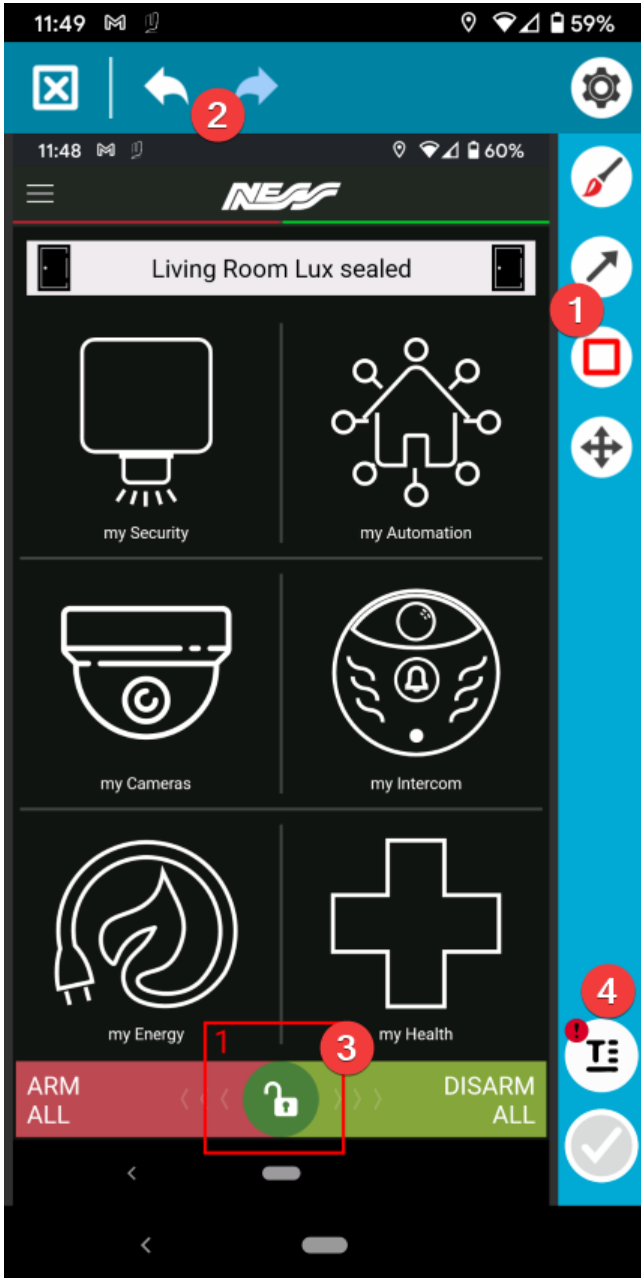 11:49 59%
2
11:48 60%
NESS
Living Room Lux sealed
1
my Security my Automation
my Cameras my Intercom
my Energy my Health
4
1 3
T
ARM ALL DISARM ALL